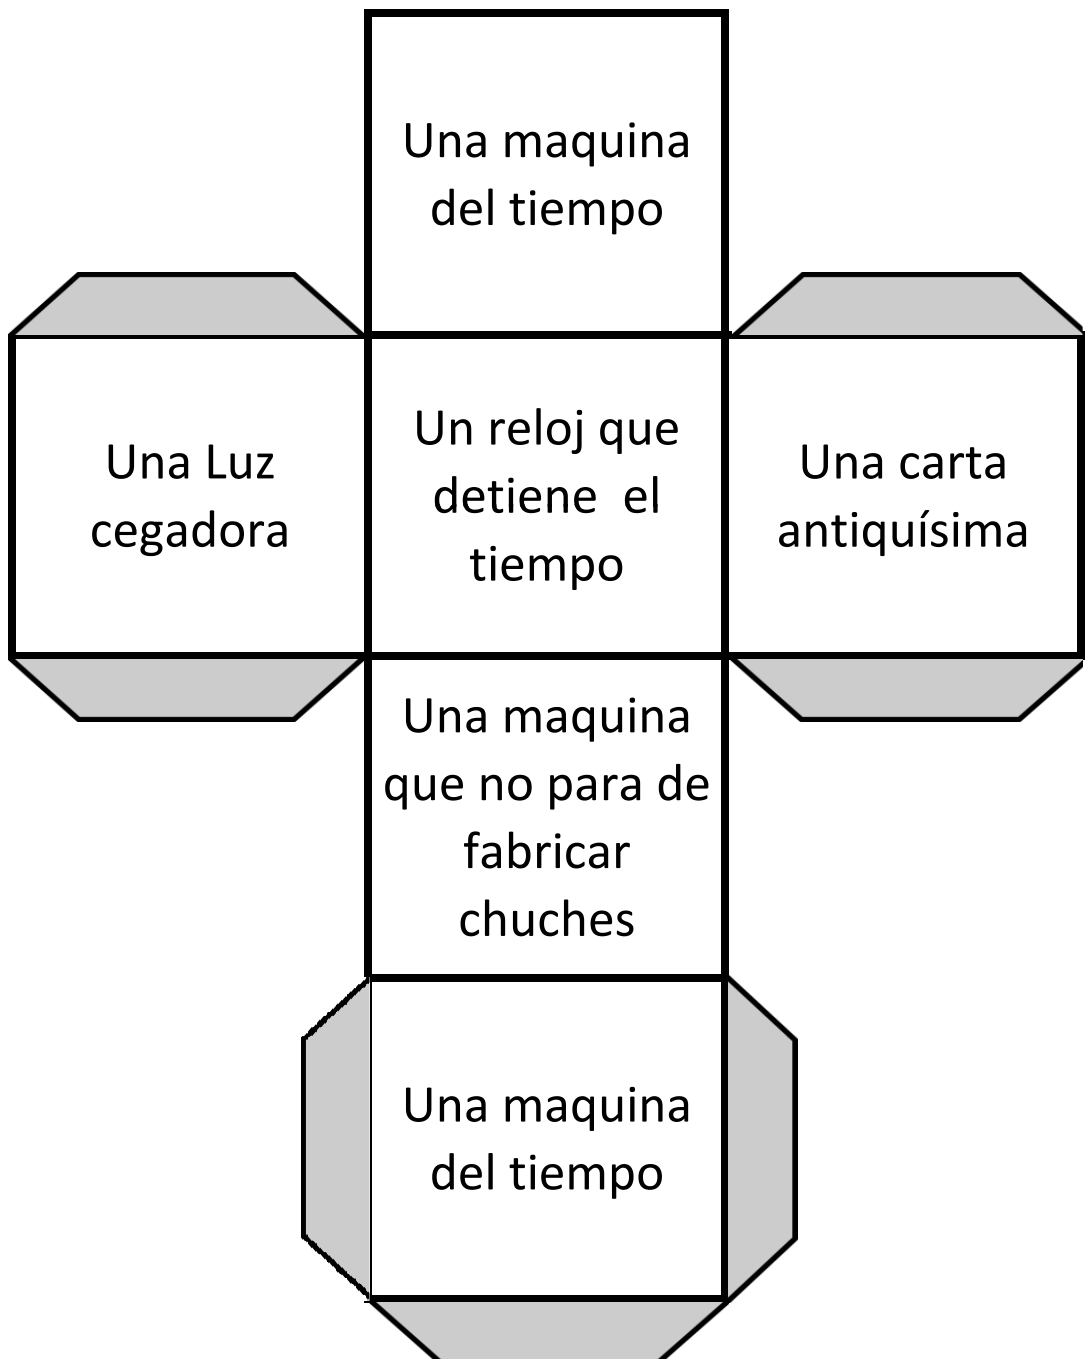 Una maquina
del tiempo
Una Luz
cegadora
Un reloj que
detiene  el
tiempo
Una carta
antiquísima
Una maquina
que no para de
fabricar
chuches
Una maquina
del tiempo